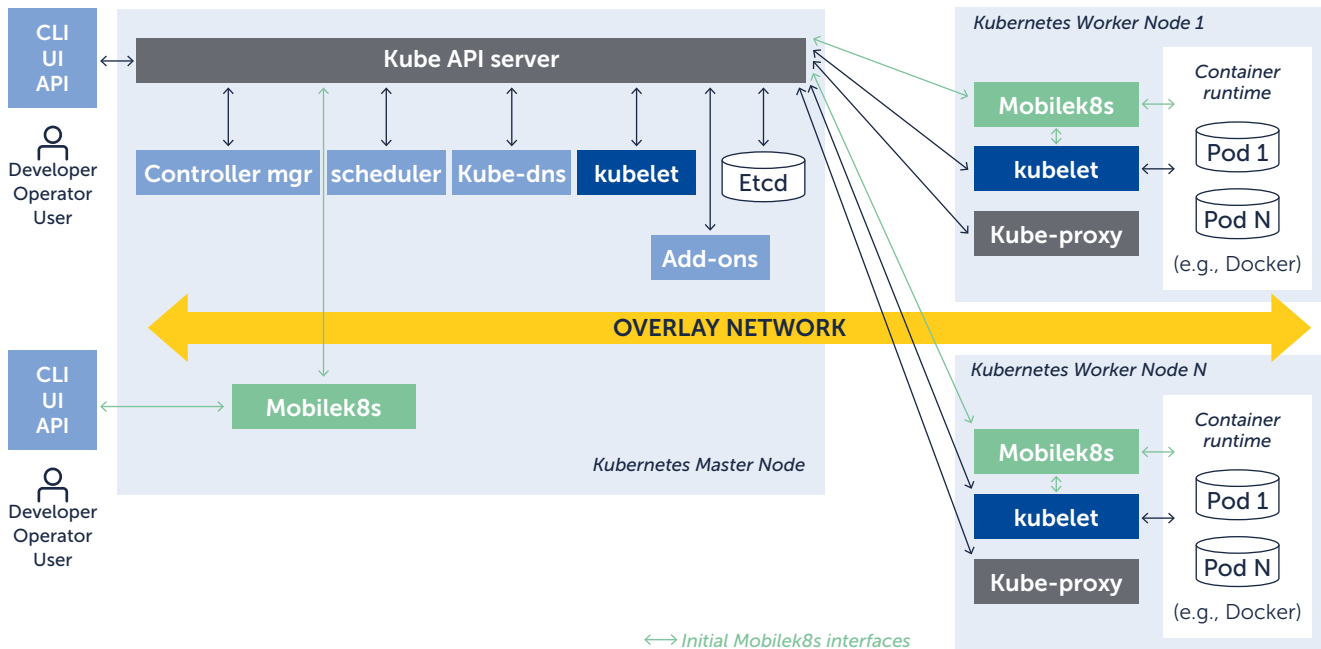 CLI
UI
API
Developer
Operator
User
Kube API server
Controller mgr
scheduler
Kube-dns
kubelet
Etcd
Add-ons
Kubernetes Worker Node 1
Mobilek8s
kubelet
Kube-proxy
Container
runtime
Pod 1
Pod N
(e.g., Docker)
OVERLAY NETWORK
CLI
UI
API
Developer
Operator
User
Mobilek8s
Kubernetes Master Node
Kubernetes Worker Node N
Mobilek8s
kubelet
Kube-proxy
Container
runtime
Pod 1
Pod N
(e.g., Docker)
Initial Mobilek8s interfaces